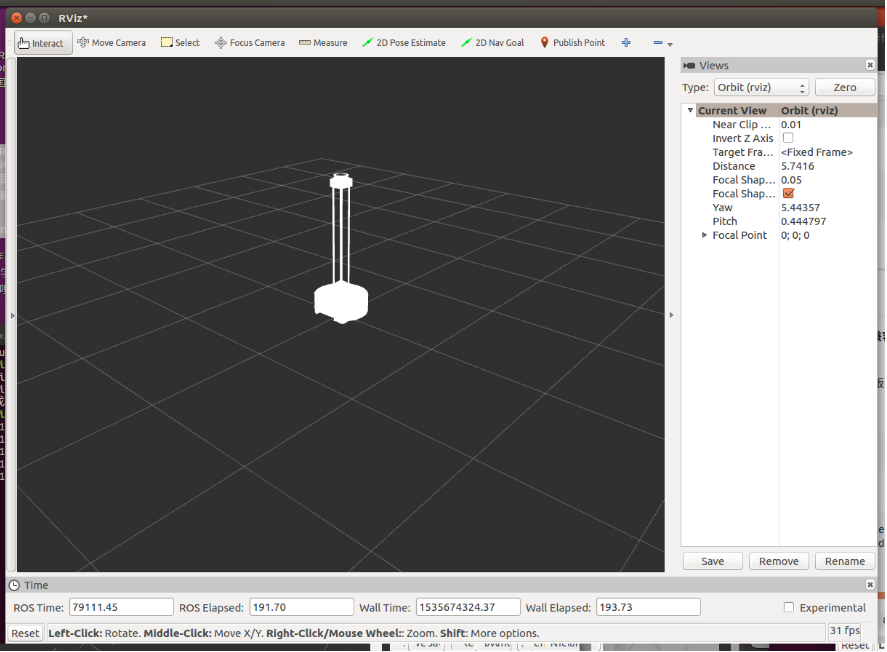 RViz*
Interact Move Camera Select Focus Camera Measure 2D Pose Estimate 2D Nav Goal Publish Point
Views
Type: Orbit (rviz) Zero
Current View Orbit (rviz)
Near Clip ... 0.01
Invert Z Axis
Target Fra... <Fixed Frame>
Distance 5.7416
Focal Shap... 0.05
Focal Shap...
Yaw 5.44357
Pitch 0.444797
Focal Point 0; 0; 0
Save Remove Rename
Time
ROS Time: 79111.45 ROS Elapsed: 191.70 Wall Time: 1535674324.37 Wall Elapsed: 193.73 Experimental
Reset Left-Click: Rotate. Middle-Click: Move X/Y. Right-Click/Mouse Wheel:: Zoom. Shift: More options. 31 fps
Reset